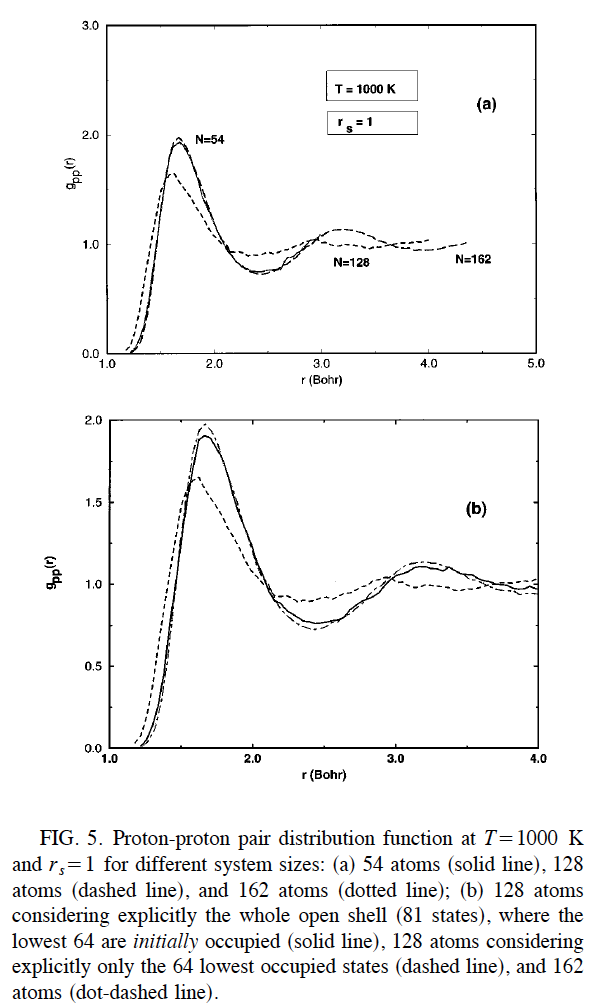 3.0
T = 1000 K
(a)
r s = 1
2.0
N=54
gpp(r)
1.0
N=128
N=162
0.0
1.0
2.0
3.0
4.0
5.0
r (Bohr)
2.0
(b)
1.5
gpp(r)
1.0
0.5
0.0
1.0
2.0
3.0
4.0
r (Bohr)
FIG. 5. Proton-proton pair distribution function at T=1000 K
and rs=1 for different system sizes: (a) 54 atoms (solid line), 128
atoms (dashed line), and 162 atoms (dotted line); (b) 128 atoms
considering explicitly the whole open shell (81 states), where the
lowest 64 are initially occupied (solid line), 128 atoms considering
explicitly only the 64 lowest occupied states (dashed line), and 162
atoms (dot-dashed line).